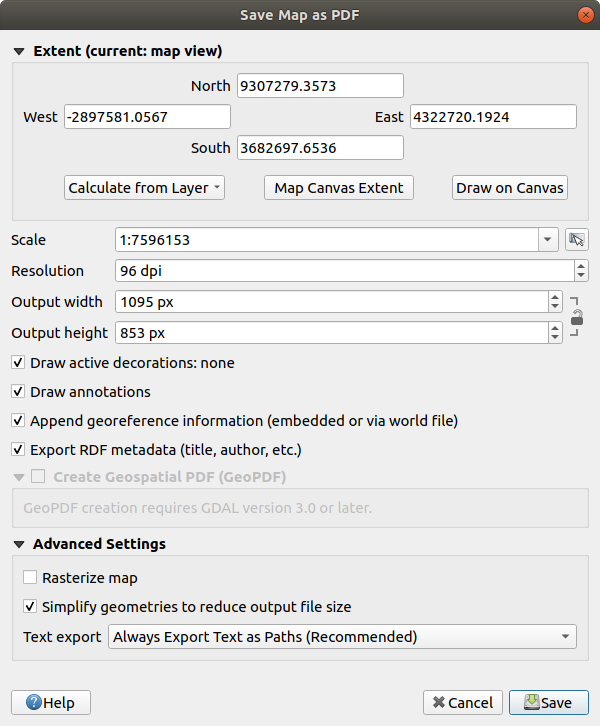 Save Map as PDF
Extent (current: map view)
North 9307279.3573
West -2897581.0567 East 4322720.1924
South 3682697.6536
Calculate from Layer Map Canvas Extent Draw on Canvas
Scale 1:7596153
Resolution 96 dpi
Output width 1095 px
Output height 853 px
Draw active decorations: none
Draw annotations
Append georeference information (embedded or via world file)
Export RDF metadata (title, author, etc.)
Create Geospatial PDF (GeoPDF)
GeoPDF creation requires GDAL version 3.0 or later.
Advanced Settings
Rasterize map
Simplify geometries to reduce output file size
Text export Always Export Text as Paths (Recommended)
Help Cancel Save